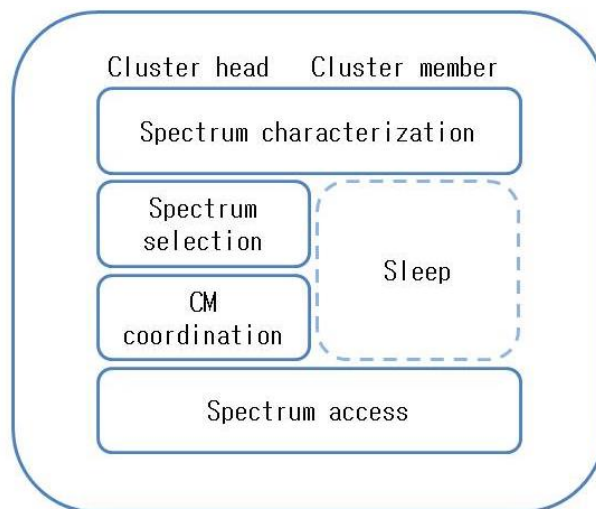 Cluster head Cluster member
Spectrum characterization
Spectrum
selection
Sleep
CM
coordination
Spectrum access